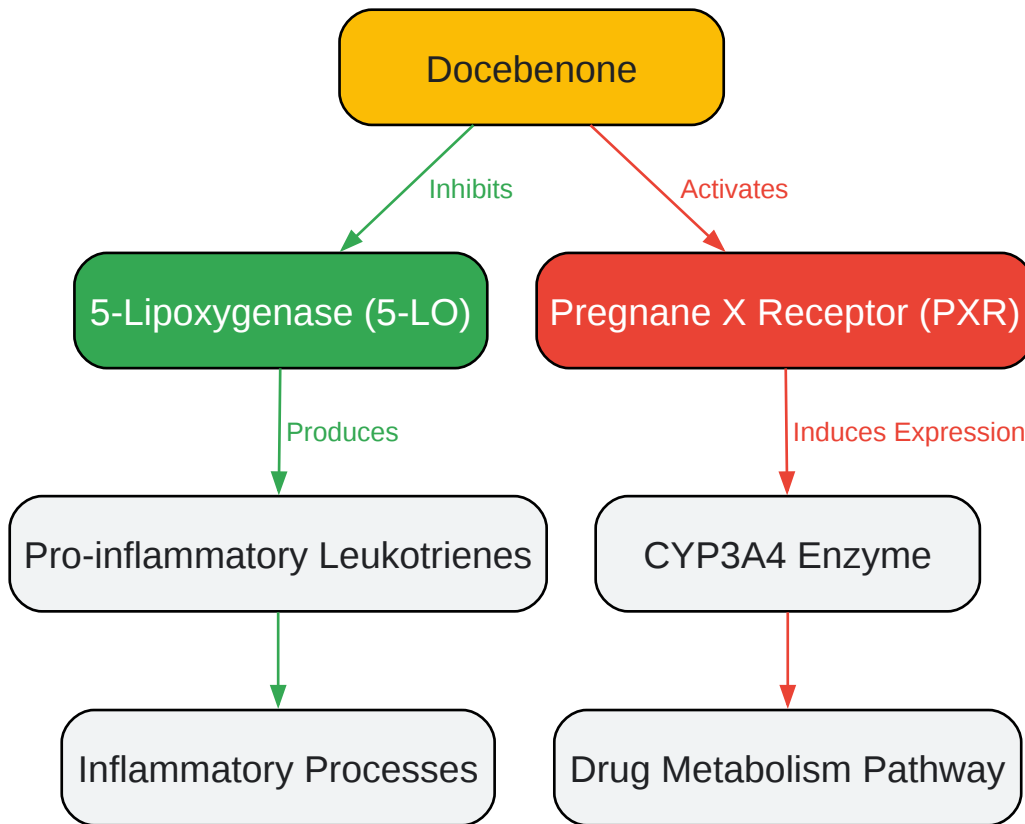 Docebenone
Inhibits
Activates
5-Lipoxygenase (5-LO)
Pregnane X Receptor (PXR)
Produces
Induces Expression
Pro-inflammatory Leukotrienes
CYP3A4 Enzyme
Inflammatory Processes
Drug Metabolism Pathway